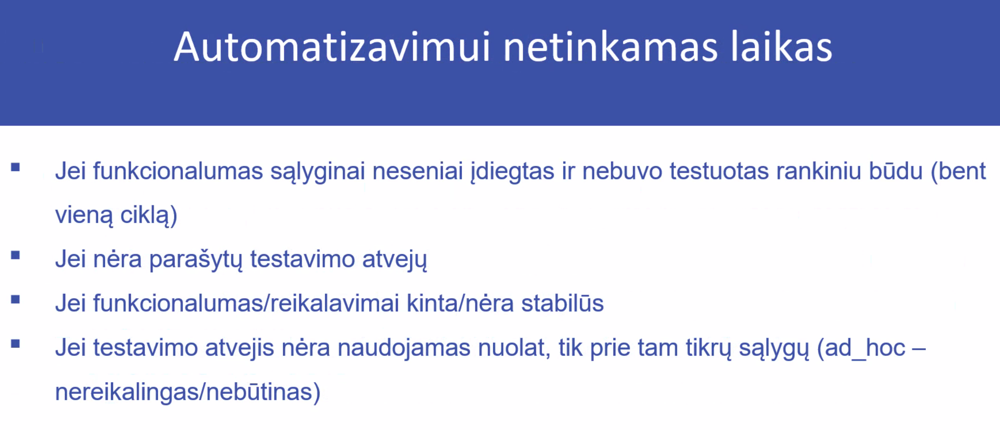 Automatizavimui netinkamas laikas
▪ Jei funkcionalumas sąlyginai neseniai įdiegtas ir nebuvo testuotas rankiniu būdu (bent
vieną ciklą)
▪ Jei nėra parašytų testavimo atvejų
▪ Jei funkcionalumas/reikalavimai kinta/nėra stabilūs
▪ Jei testavimo atvejis nėra naudojamas nuolat, tik prie tam tikrų sąlygų (ad_hoc –
nereikalingas/nebūtinas)